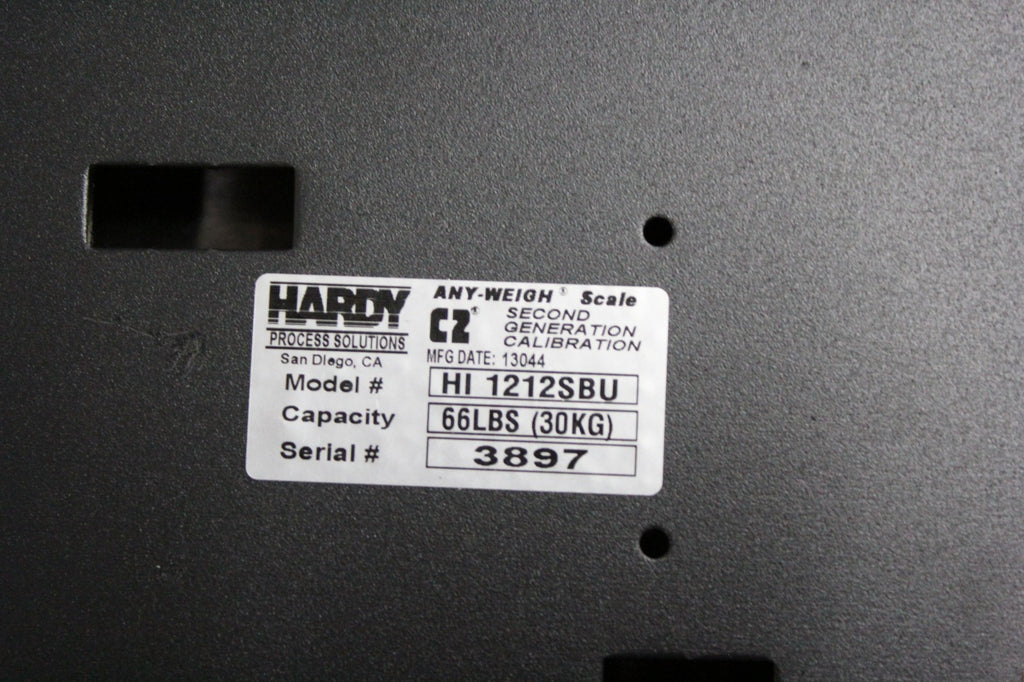 HARDY
PROCESS SOLUTIONS
San Diego, CA
ANY-WEIGH® Scale
C2® SECOND
GENERATION
CALIBRATION
MFG DATE: 13044
Model # HI 1212SBU
Capacity 66LBS (30KG)
Serial # 3897